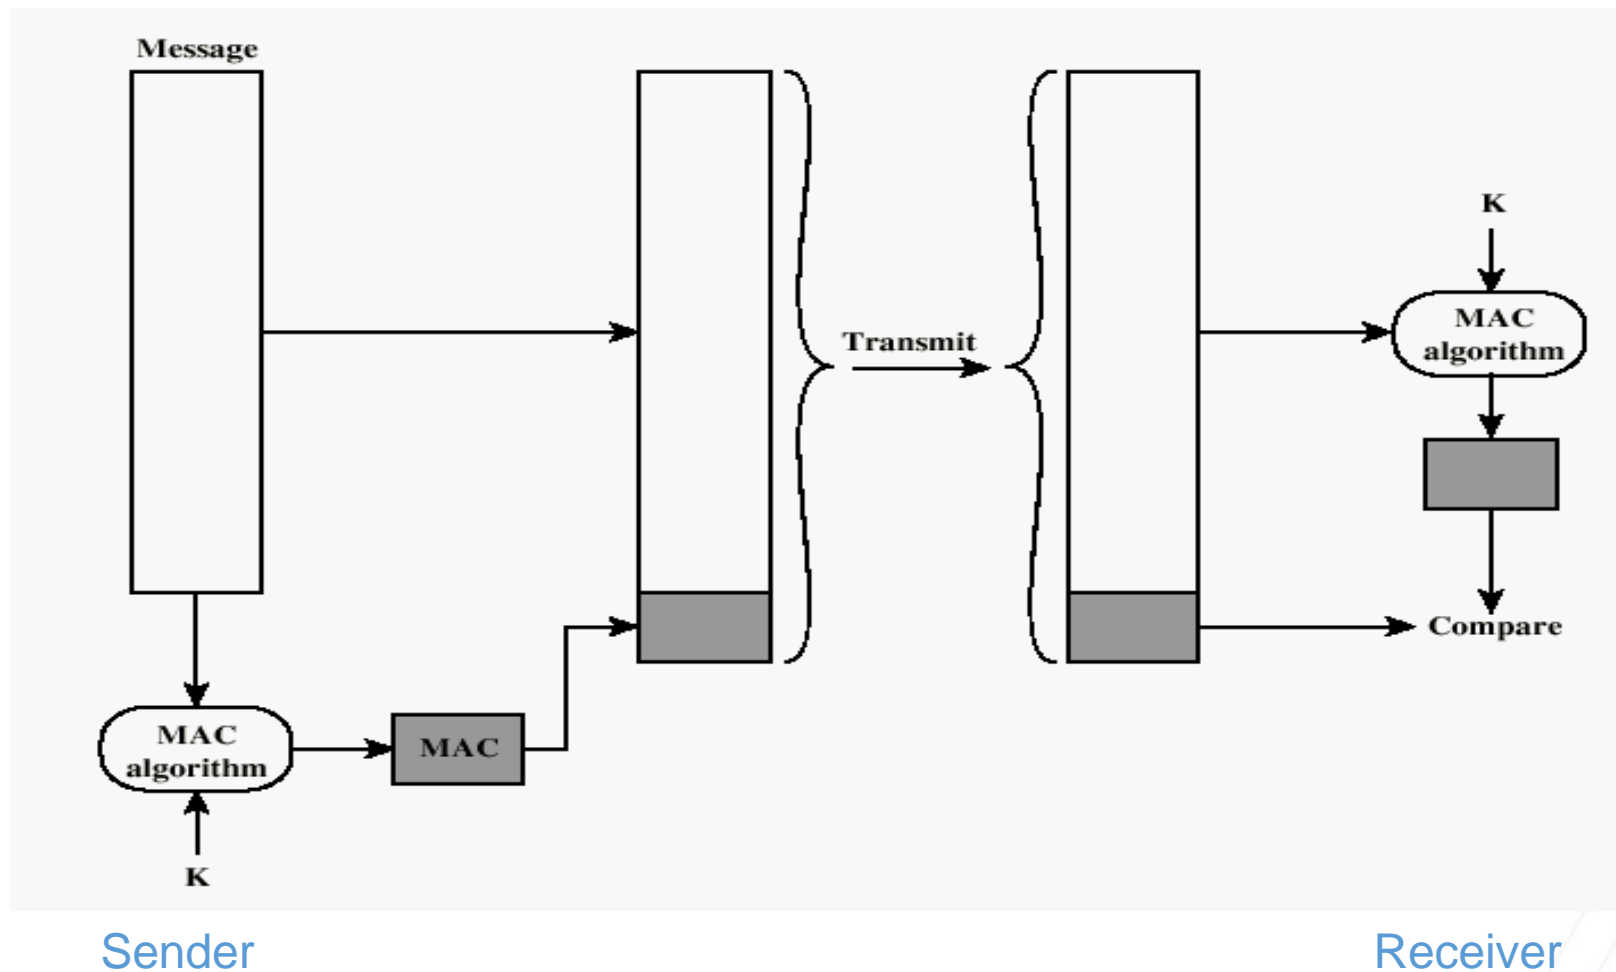 Message
K
MAC
algorithm
Transmit
Compare
MAC
algorithm
MAC
K
Sender
Receiver